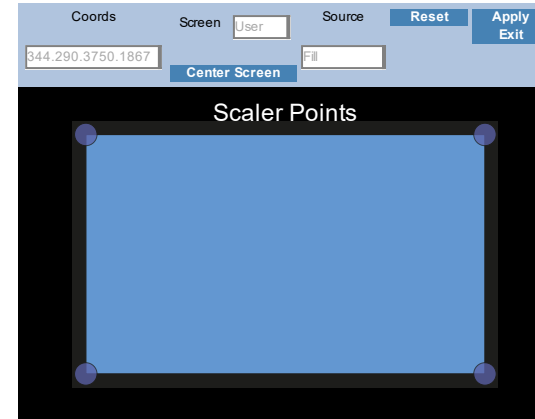 Coords
Screen
User
Source
Reset
Apply
Exit
344.290.3750.1867
Fill
Center Screen
Scaler Points